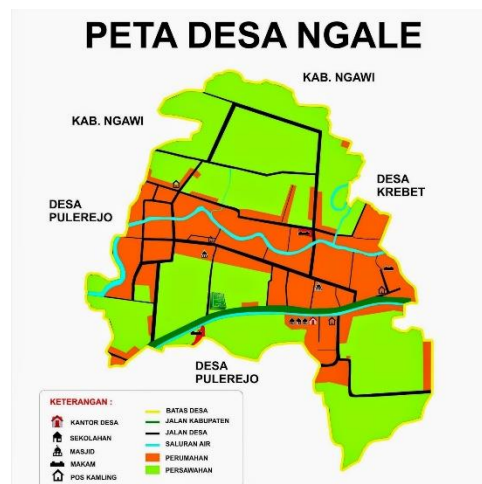 PETA DESA NGALE
KAB. NGAWI
KAB. NGAWI
DESA
KREBET
DESA
PULEREJO
DESA
PULEREJO
KETERANGAN :
KANTOR DESA
SEKOLAHAN
MASJID
MAKAM
POS KAMLING
BATAS DESA
JALAN KABUPATEN
JALAN DESA
SALURAN AIR
PERUMAHAN
PERSAWAHAN